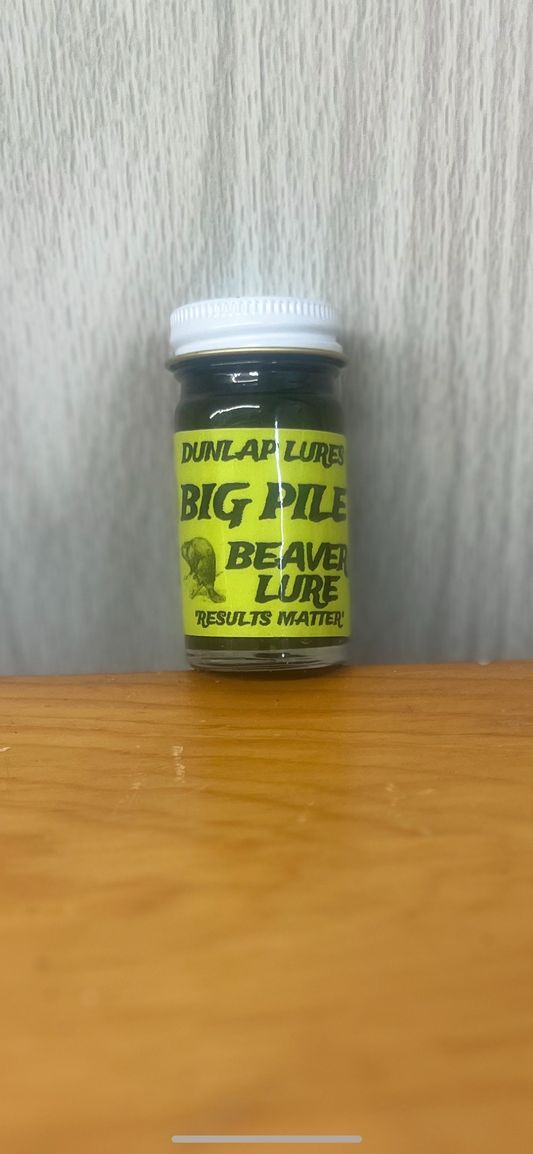 DUNLAP LURES
BIG PILE
BEAVER
LURE
"RESULTS MATTER"